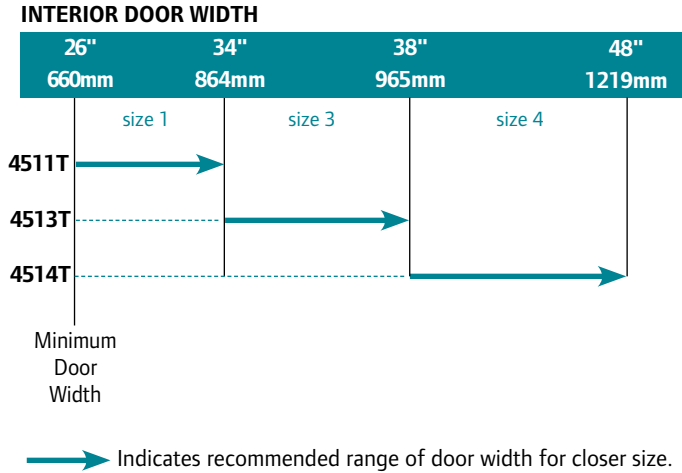 INTERIOR DOOR WIDTH
26" 34" 38" 48"
660mm 864mm 965mm 1219mm
size 1 size 3 size 4
4511T
4513T
4514T
Minimum
Door
Width
Indicates recommended range of door width for closer size.